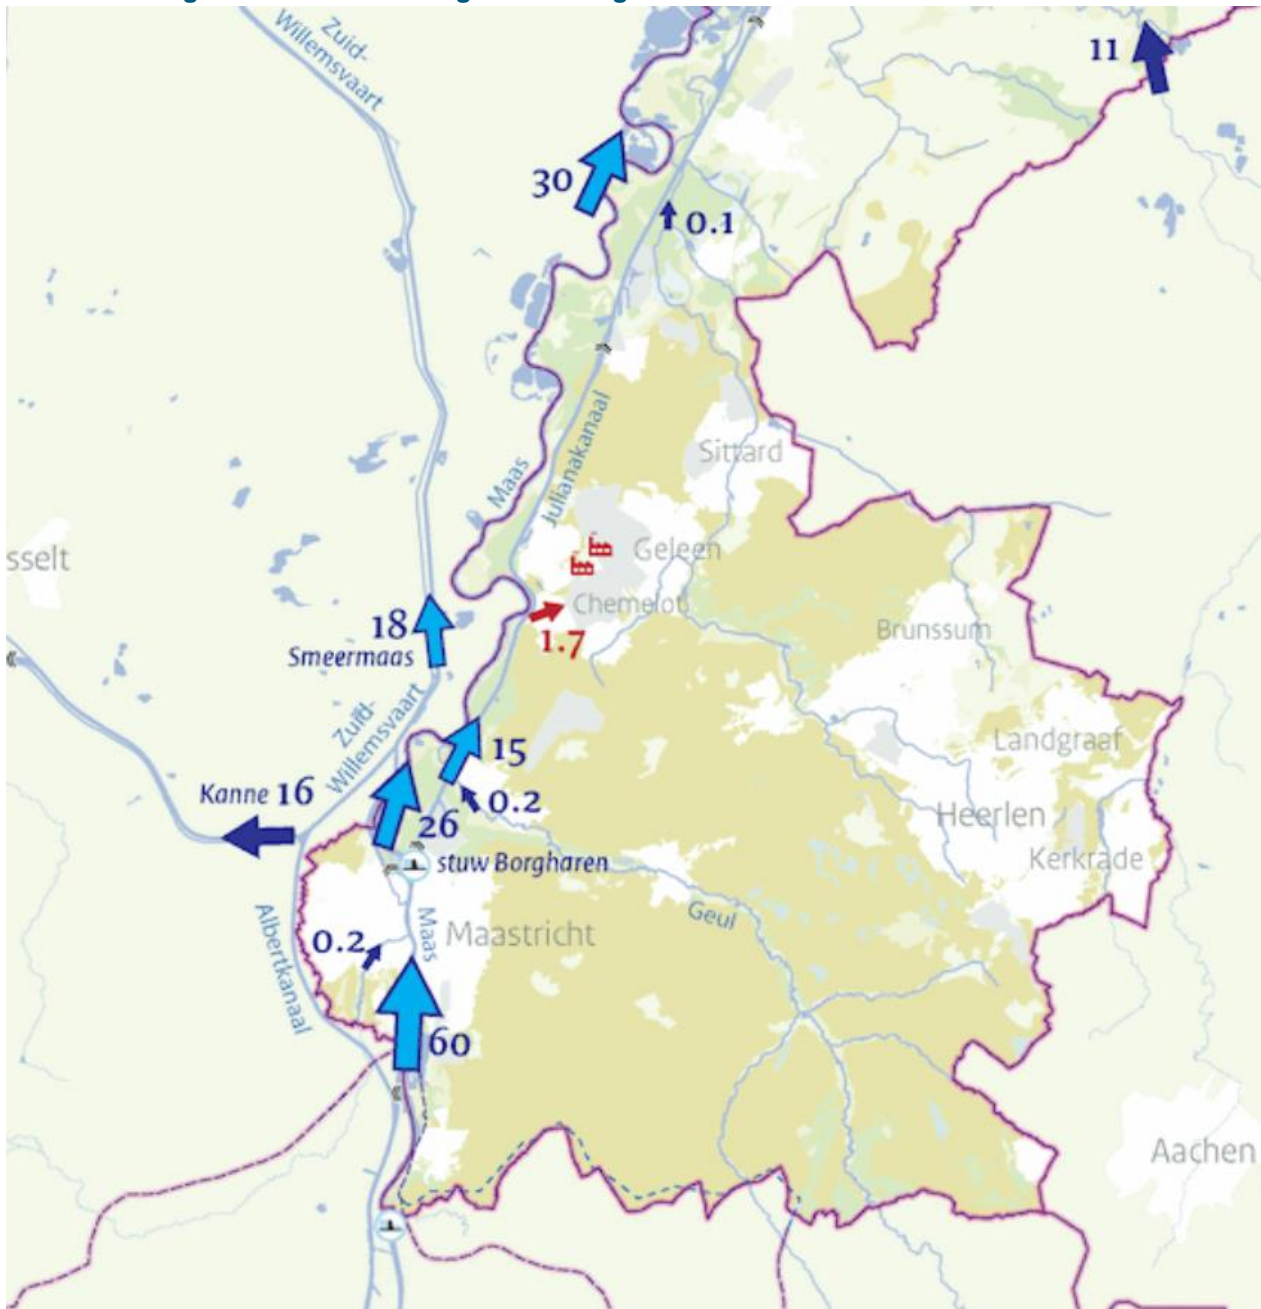 Zuid-
Willemsvaart
11
30
0.1
Maas
Julianakanaal
Sittard
sselt
Geleen
Chemelot
1.7
18
Smeermaas
Brunssum
Zuid-
Willemsvaart
15
Landgraaf
Kanne 16
0.2
26
Heerlen
stuw Borgharen
Kerkrade
Albertkanaal
Maas
Geul
0.2
Maastricht
60
Aachen